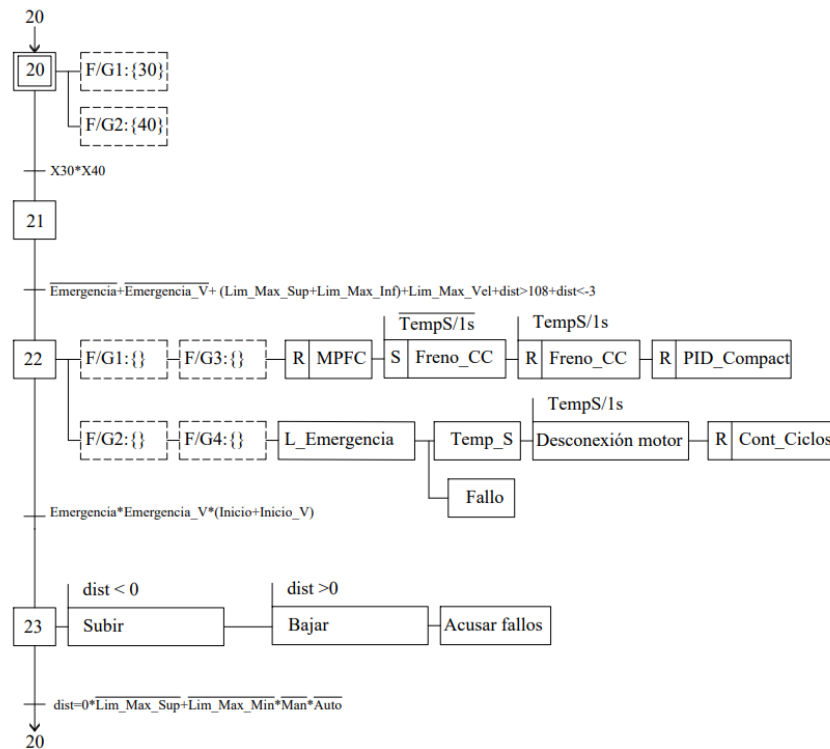 20
20 F/G1:{30}
F/G2:{40}
X30*X40
21
Emergencia+Emergencia_V+ (Lim_Max_Sup+Lim_Max_Inf)+Lim_Max_Vel+dist>108+dist<-3
TempS/1s TempS/1s
22 F/G1:{} F/G3:{} R MPFC S Freno_CC R Freno_CC R PID_Compact
TempS/1s
F/G2:{} F/G4:{} L_Emergencia Temp_S Desconexión motor R Cont_Ciclos
Fallo
Emergencia*Emergencia_V*(Inicio+Inicio_V)
dist < 0 dist >0
23 Subir Bajar Acusar fallos
dist=0*Lim_Max_Sup+Lim_Max_Min*Man*Auto
20